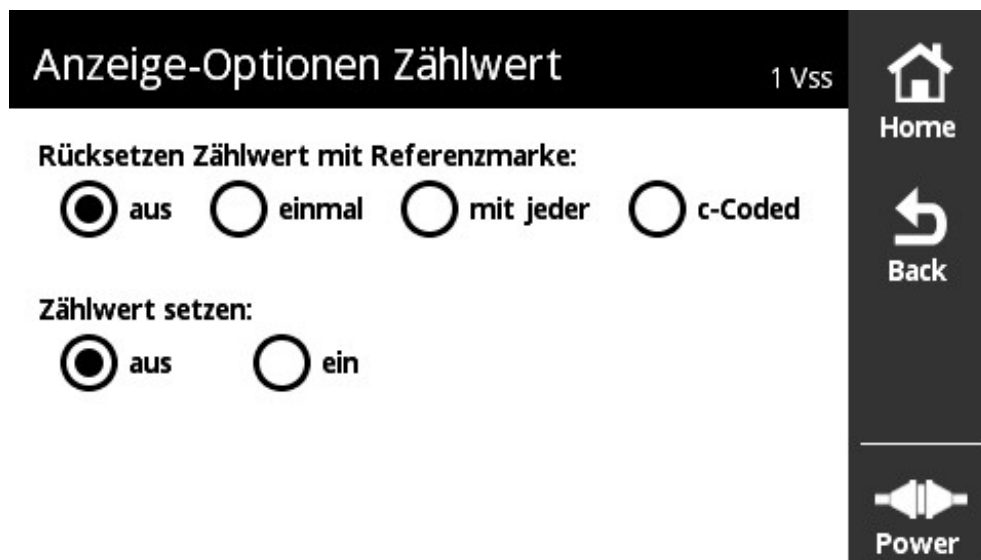 Anzeige-Optionen Zählwert
1 Vss
Rücksetzen Zählwert mit Referenzmarke:
aus einmal mit jeder c-Coded
Zählwert setzen:
aus ein
Home
Back
Power